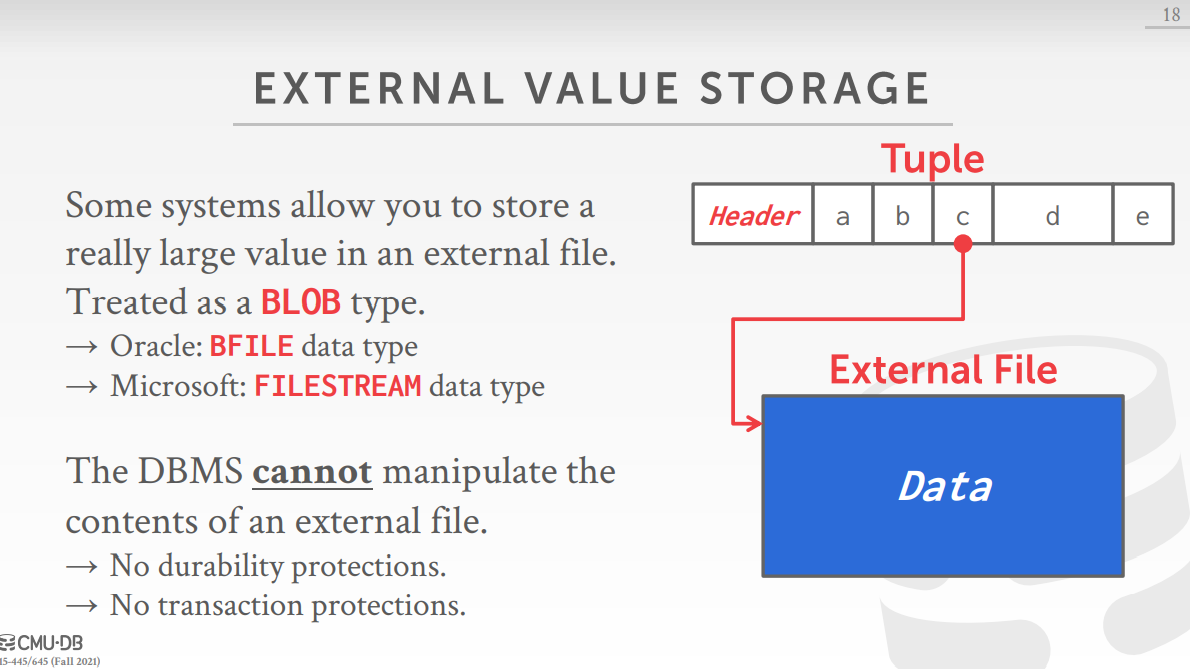 18
EXTERNAL VALUE STORAGE
Some systems allow you to store a
really large value in an external file.
Treated as a BLOB type.
→ Oracle: BFILE data type
→ Microsoft: FILESTREAM data type
The DBMS cannot manipulate the
contents of an external file.
→ No durability protections.
→ No transaction protections.
Tuple
Header a b c d e
External File
Data
CMU·DB
15-445/645 (Fall 2021)